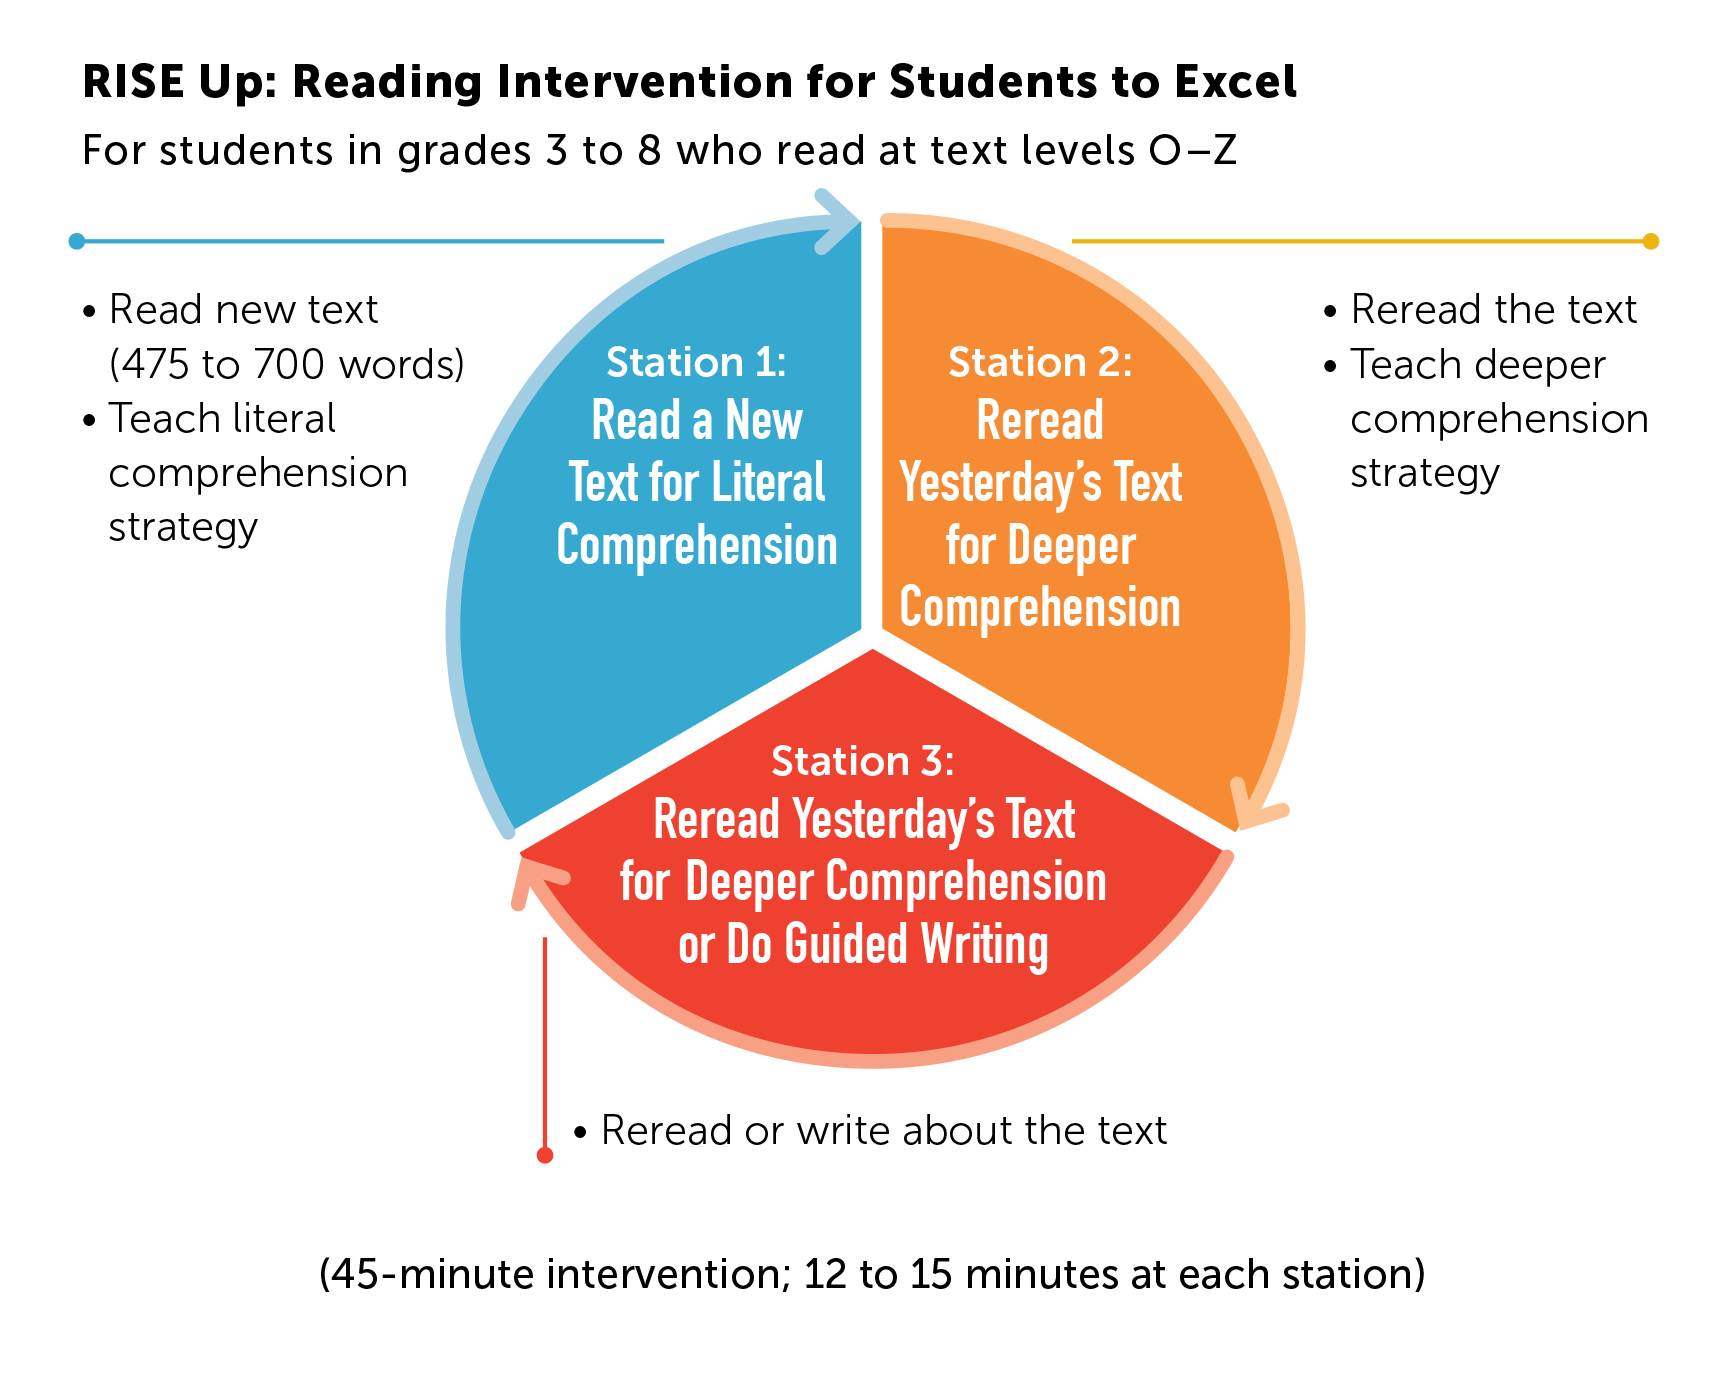 RISE Up: Reading Intervention for Students to Excel
For students in grades 3 to 8 who read at text levels O–Z
• Read new text
(475 to 700 words)
• Teach literal
comprehension
strategy
Station 1:
Read a New
Text for Literal
Comprehension
Station 2:
Reread
Yesterday’s Text
for Deeper
Comprehension
• Reread the text
• Teach deeper
comprehension
strategy
Station 3:
Reread Yesterday’s Text
for Deeper Comprehension
or Do Guided Writing
• Reread or write about the text
(45-minute intervention; 12 to 15 minutes at each station)